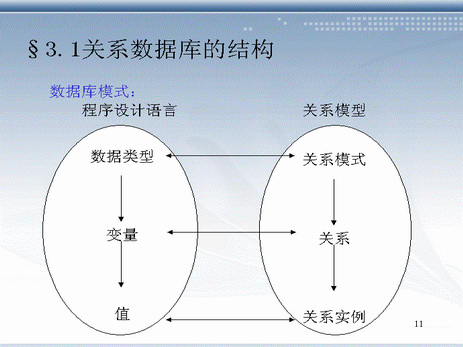 §3.1关系数据库的结构
数据库模式:
程序设计语言 关系模型
数据类型 关系模式
变量 关系
值 关系实例
11